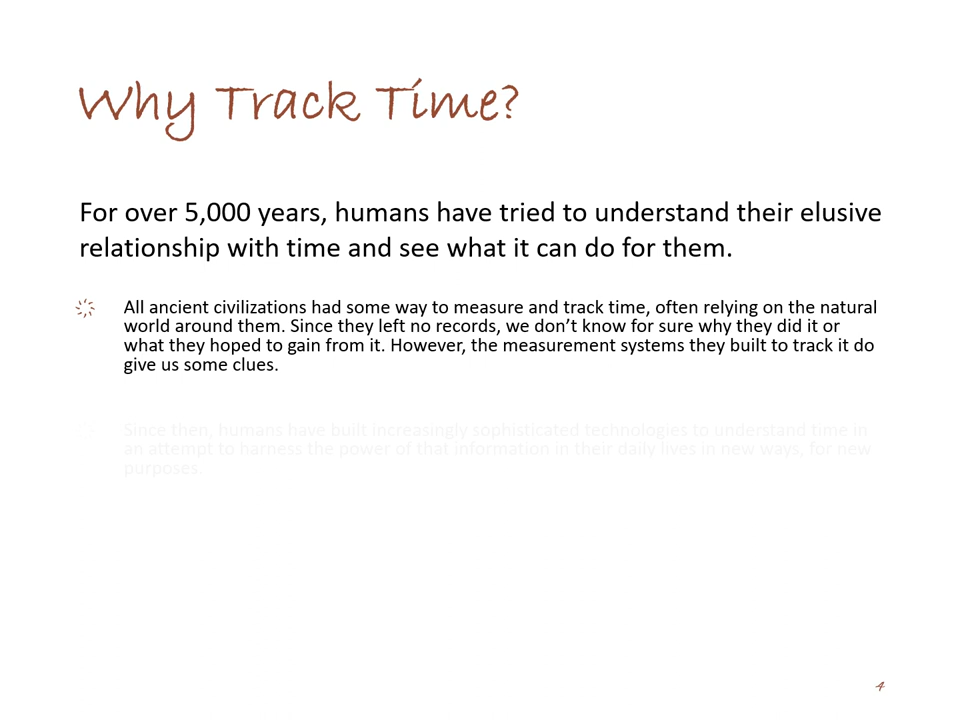 Why Track Time?
For over 5,000 years, humans have tried to understand their elusive
relationship with time and see what it can do for them.
All ancient civilizations had some way to measure and track time, often relying on the natural
world around them. Since they left no records, we don’t know for sure why they did it or
what they hoped to gain from it. However, the measurement systems they built to track it do
give us some clues.
Since then, humans have built increasingly sophisticated technologies to understand time in
an attempt to harness the power of that information in their daily lives in new ways, for new
purposes.
4